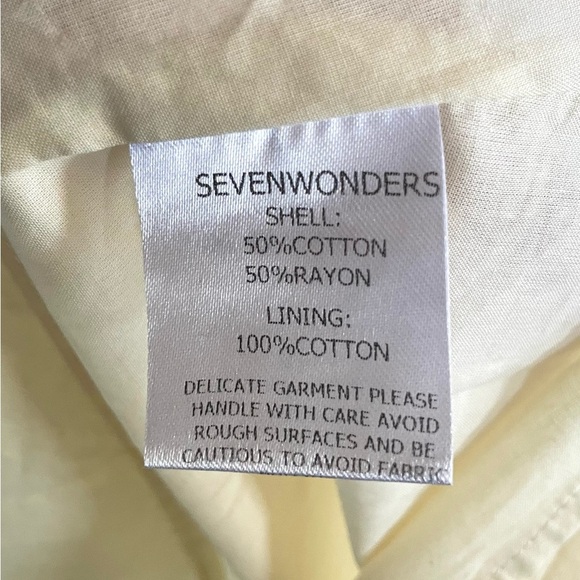 SEVENWONDERS
SHELL:
50%COTTON
50%RAYON
LINING:
100%COTTON
DELICATE GARMENT PLEASE
HANDLE WITH CARE AVOID
ROUGH SURFACES AND BE
CAUTIOUS TO AVOID FABRIC